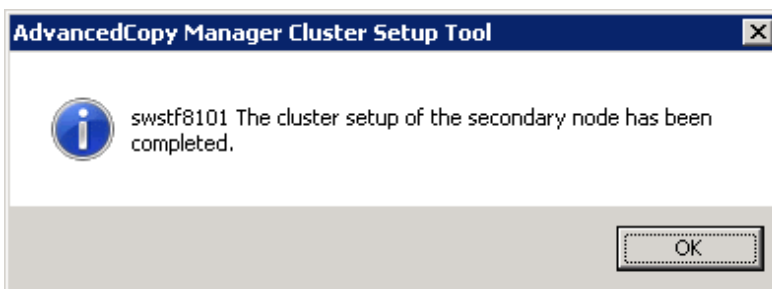 AdvancedCopy Manager Cluster Setup Tool
swstf8101 The cluster setup of the secondary node has been
completed.
OK